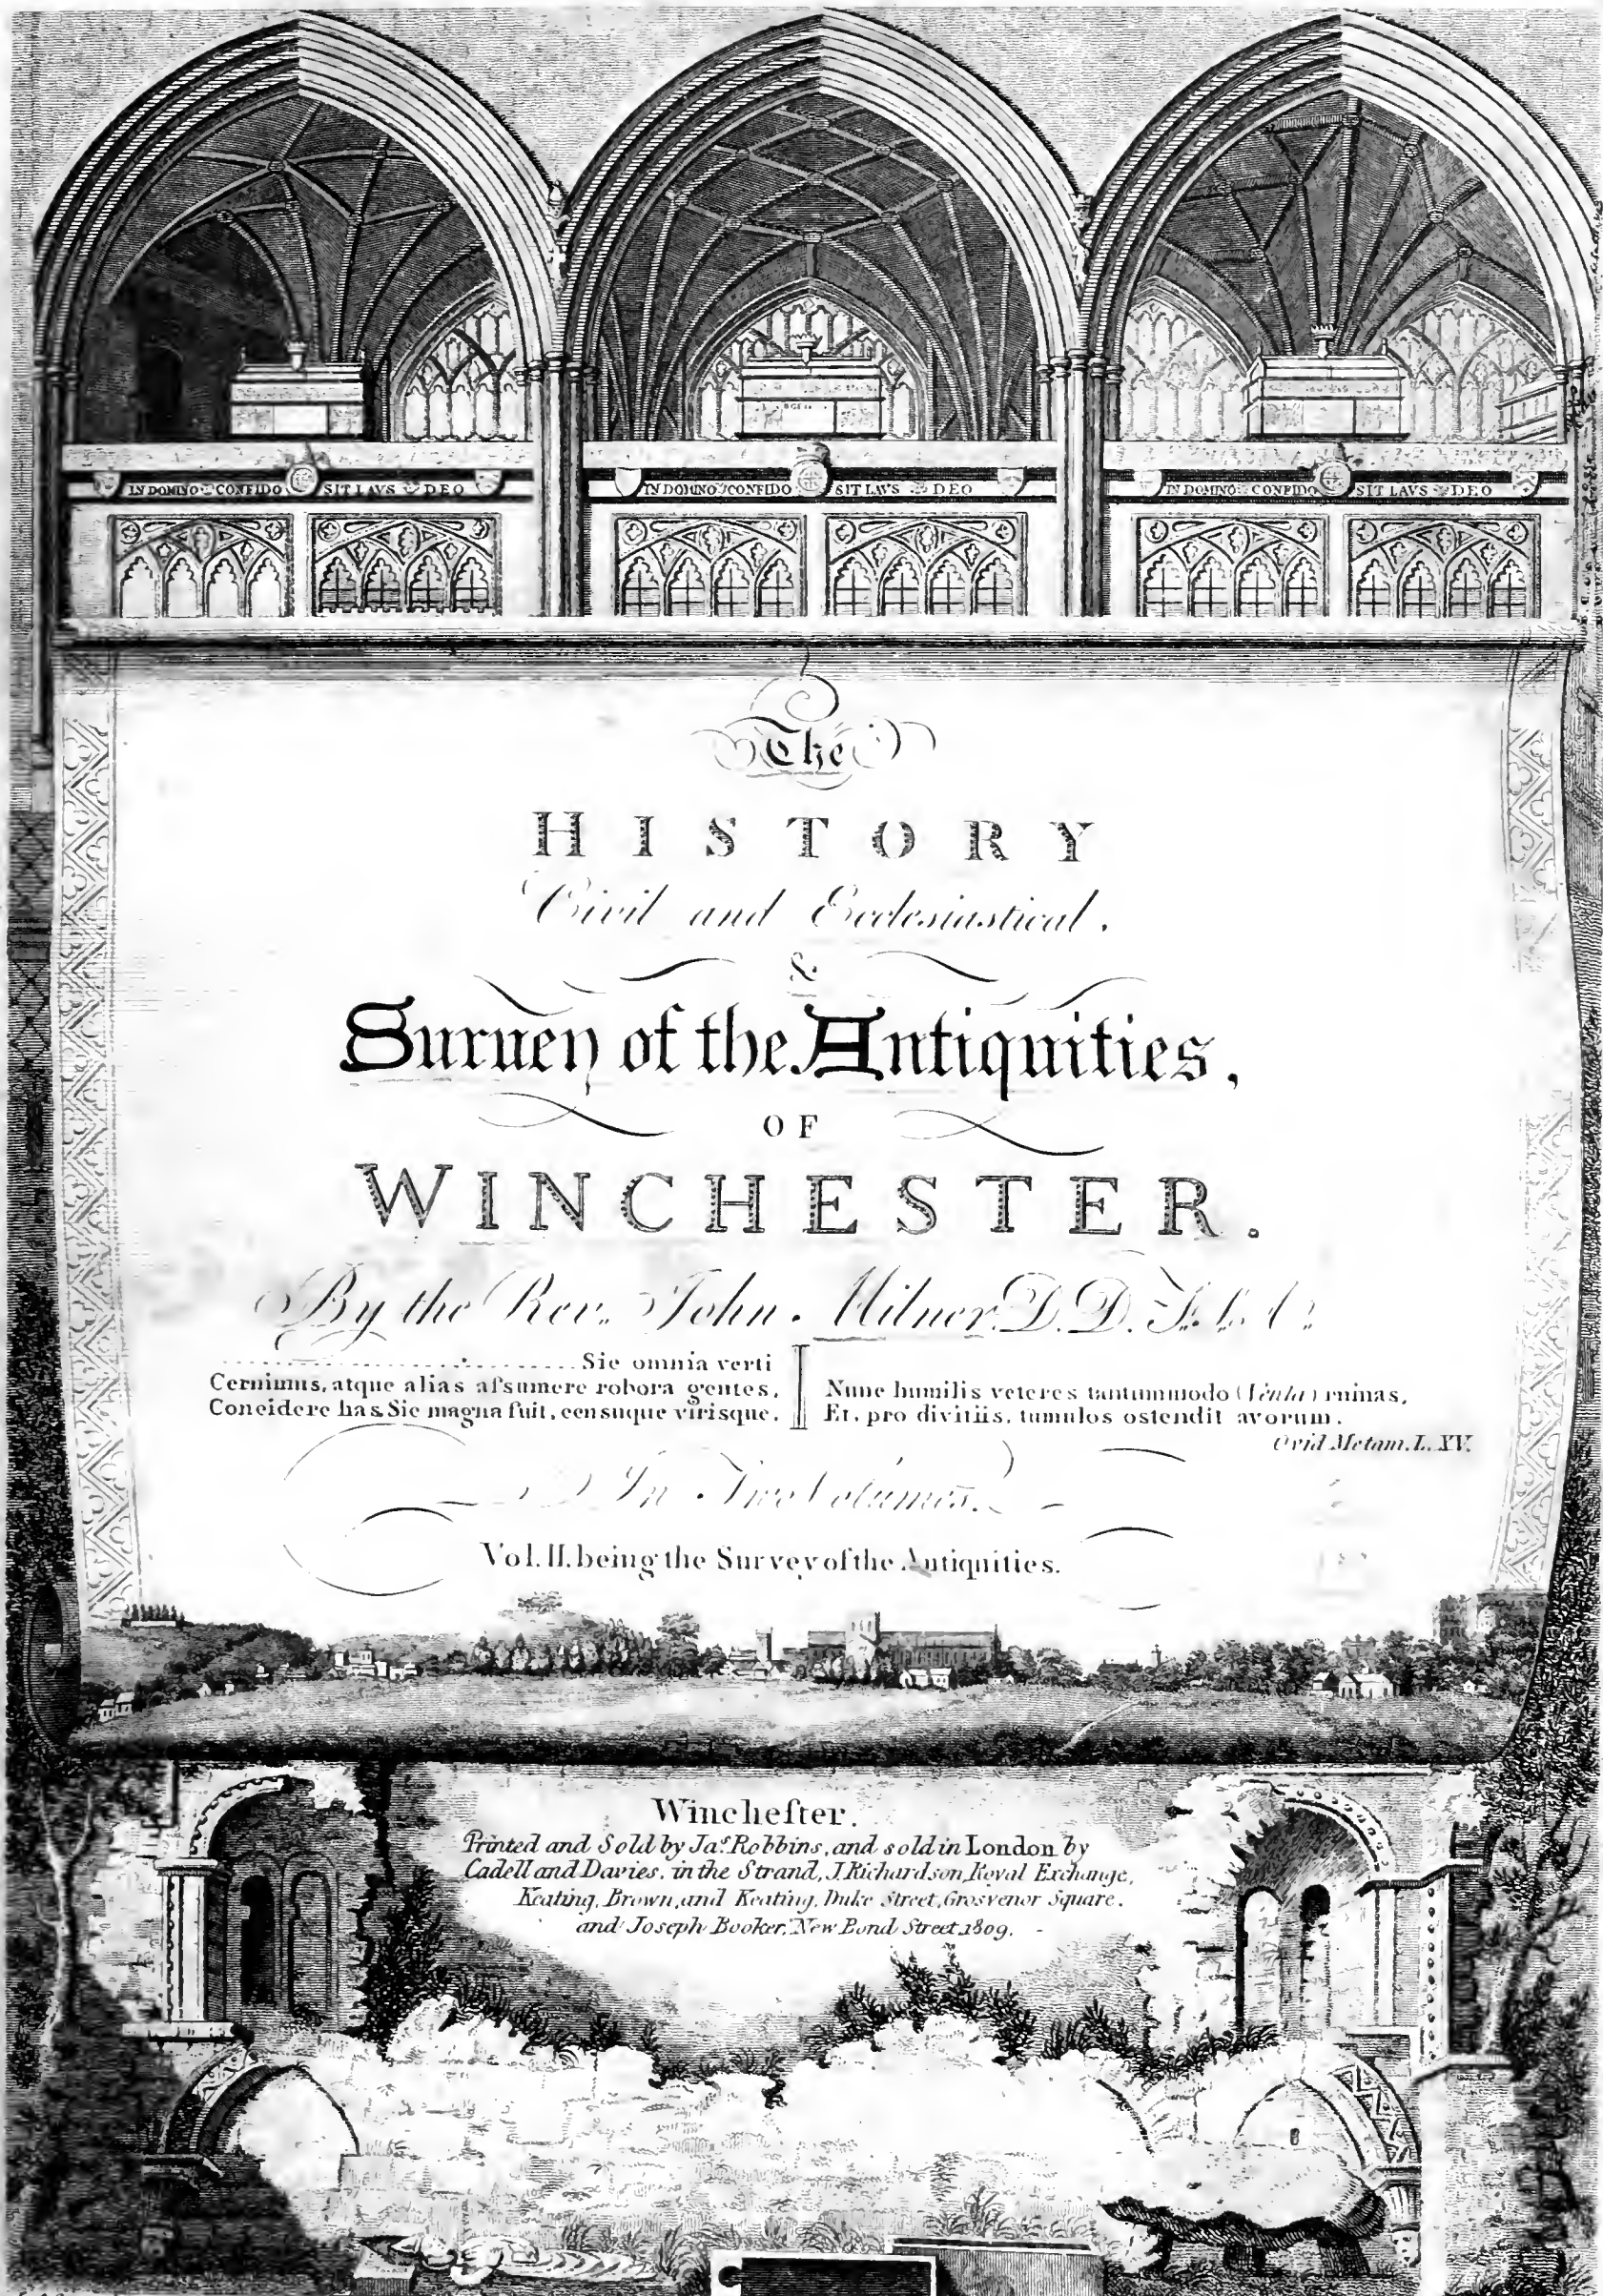 IN DOMINO CONFIDO SIT LAVS DEO
IN DOMINO CONFIDO SIT LAVS DEO
IN DOMINO CONFIDO SIT LAVS DEO
The
HISTORY
Civil and Ecclesiastical,
&
Survey of the Antiquities,
OF
WINCHESTER.
By the Rev. John Milner D.D. F.S.A.
Sic omnia verti
Cernimus, atque alias aſsumere robora gentes,
Concidere has. Sic magna fuit, censuque virisque.
Nunc humilis veteres tantummodo (Venta) ruinas,
Et, pro divitiis, tumulos ostendit avorum.
Ovid Metam. L. XV.
In Two Volumes.
Vol. II. being the Survey of the Antiquities.
Wincheſter.
Printed and Sold by Jas. Robbins, and sold in London by
Cadell and Davies, in the Strand, J. Richardson, Royal Exchange,
Keating, Brown, and Keating, Duke Street, Grosvenor Square,
and Joseph Booker, New Bond Street, 1809.